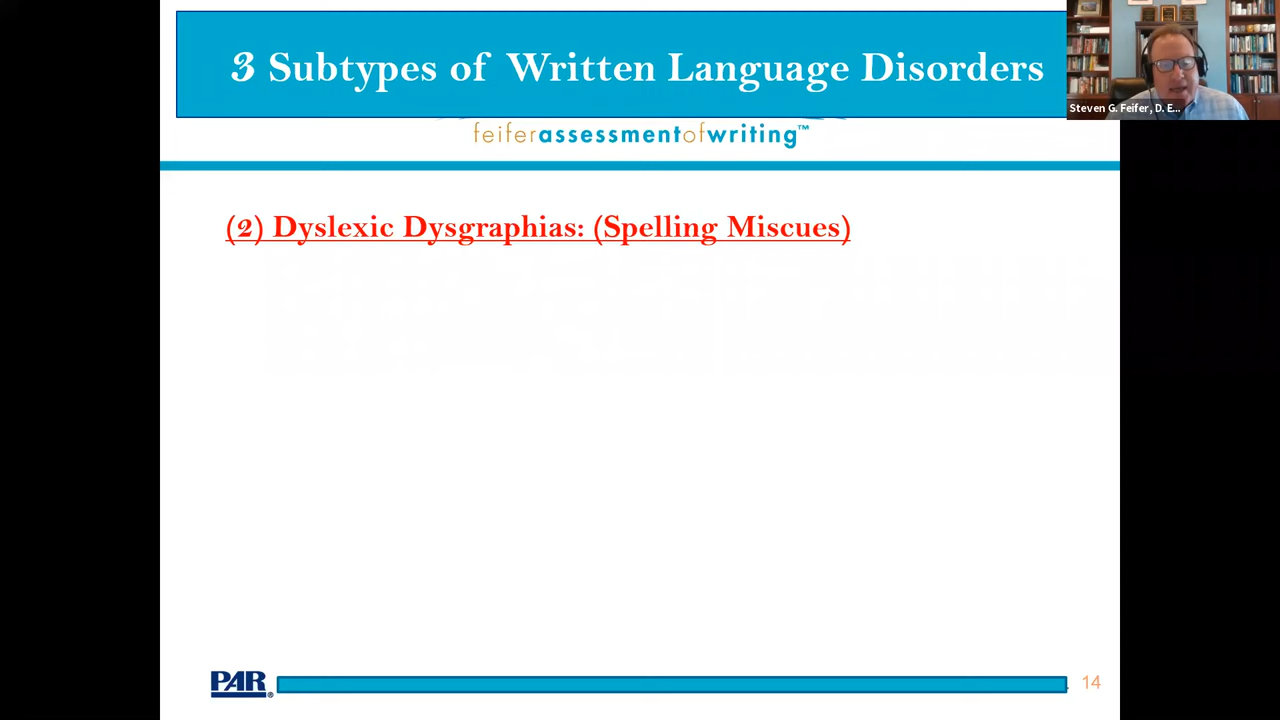 3 Subtypes of Written Language Disorders
Steven G. Feifer, D. E...
feiferassessmentofwriting™
(2) Dyslexic Dysgraphias: (Spelling Miscues)
PAR®
14